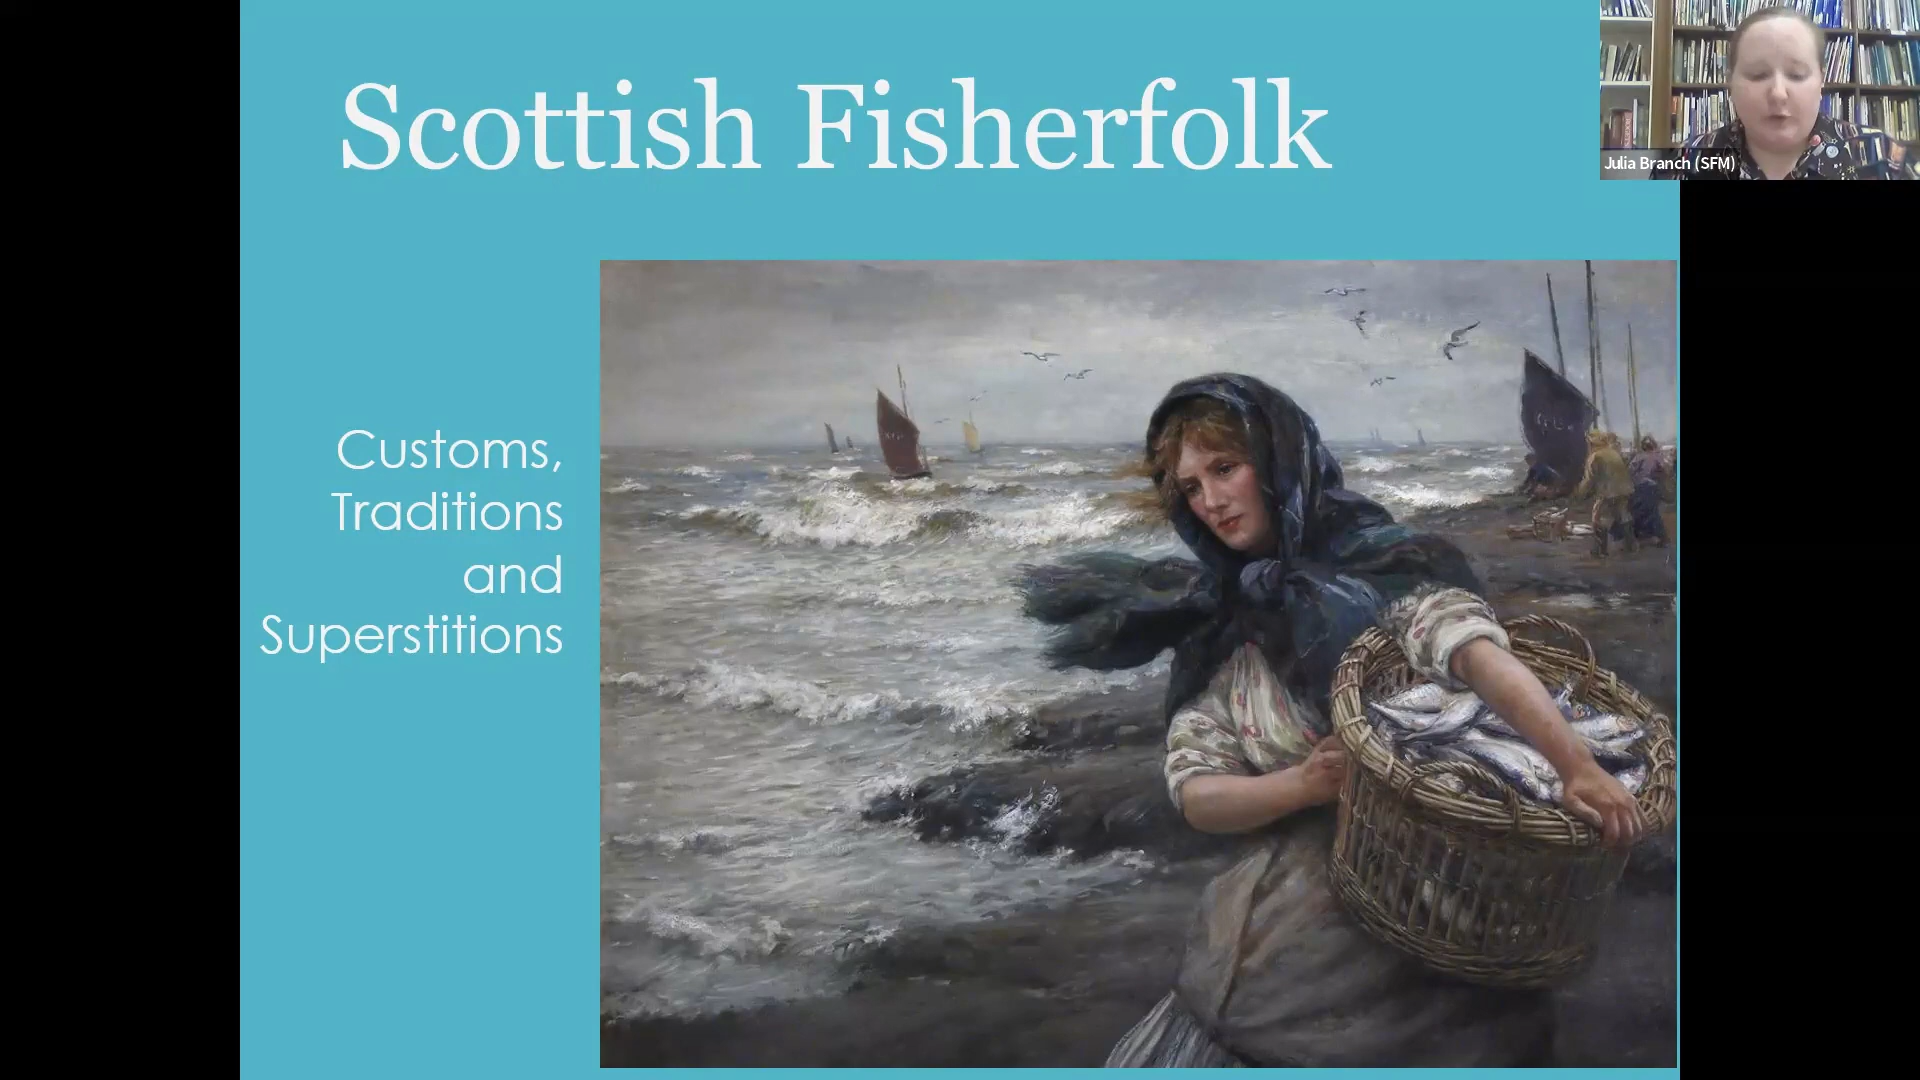 Scottish Fisherfolk
Julia Branch (SFM)
Customs,
Traditions
and
Superstitions